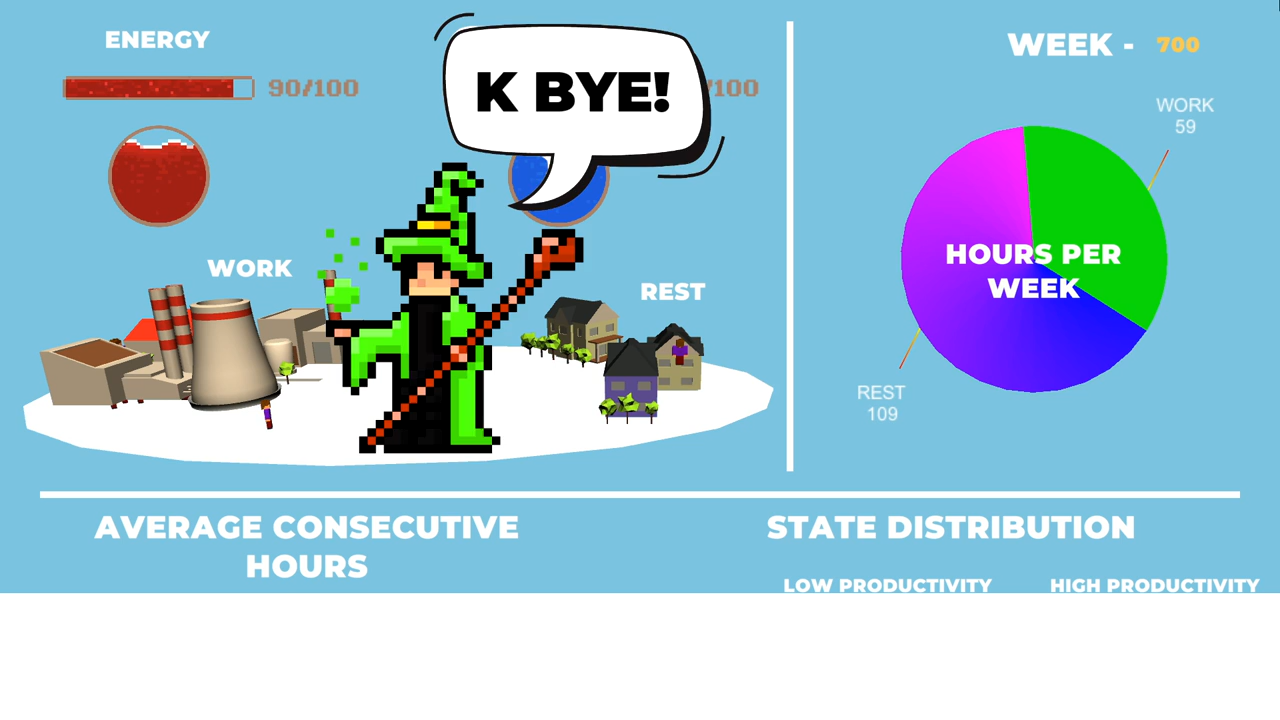 ENERGY
90/100
K BYE!
/100
WORK
REST
WEEK - 700
WORK
59
HOURS PER
WEEK
REST
109
AVERAGE CONSECUTIVE
HOURS
STATE DISTRIBUTION
LOW PRODUCTIVITY
HIGH PRODUCTIVITY